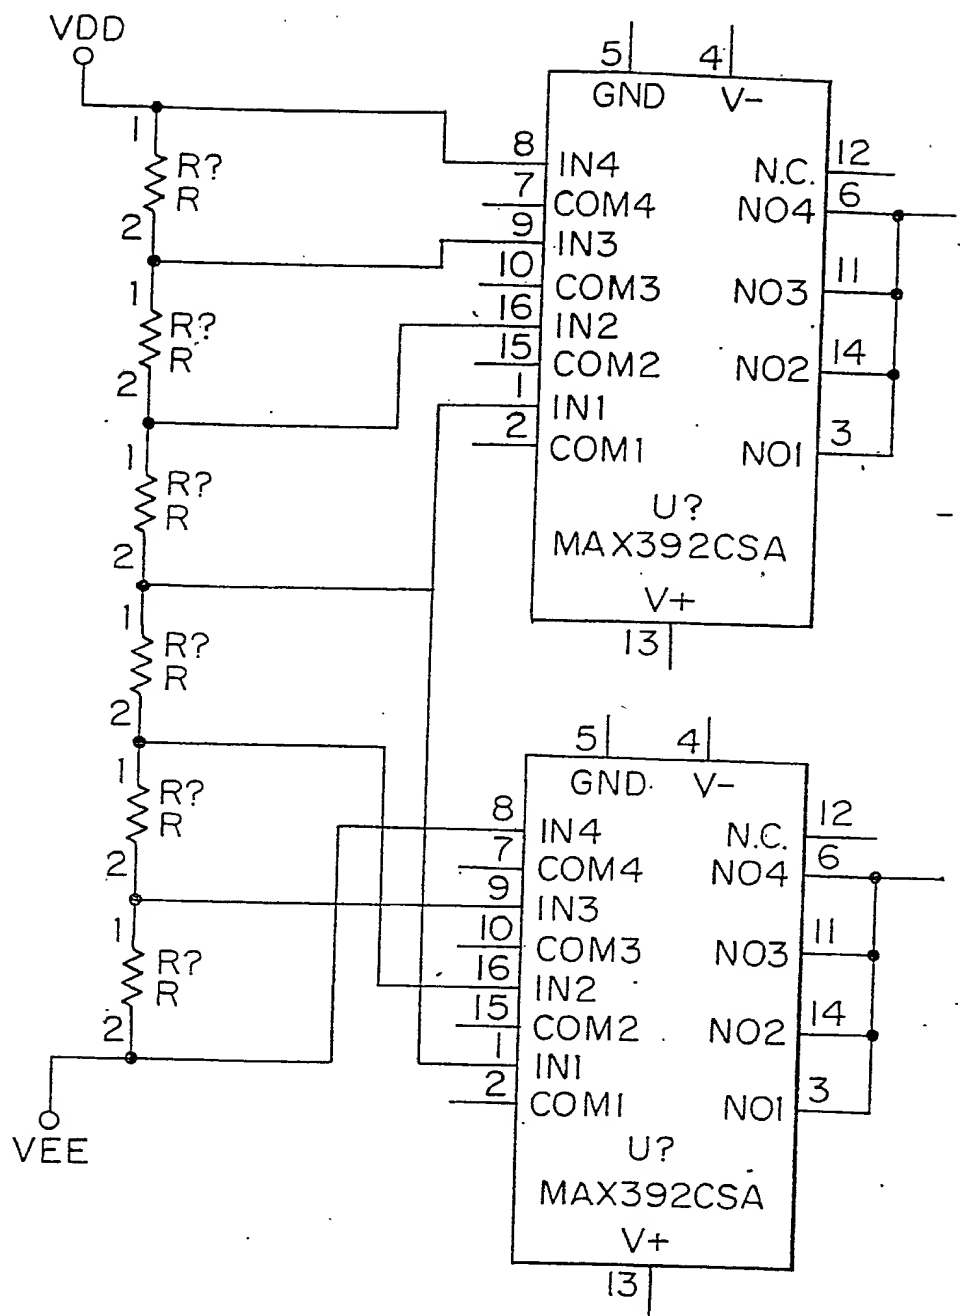 VDD
1
R?
R
2
1
R?
R
2
1
R?
R
2
1
R?
R
2
1
R?
R
2
1
R?
R
2
VEE
5 4
GND V-
8 IN4 N.C. 12
7 COM4 NO4 6
9 IN3
10 COM3 NO3 11
16 IN2
15 COM2 NO2 14
1 IN1
2 COM1 NO1 3
U?
MAX392CSA
V+
13
5 4
GND V-
8 IN4 N.C. 12
7 COM4 NO4 6
9 IN3
10 COM3 NO3 11
16 IN2
15 COM2 NO2 14
1 IN1
2 COM1 NO1 3
U?
MAX392CSA
V+
13